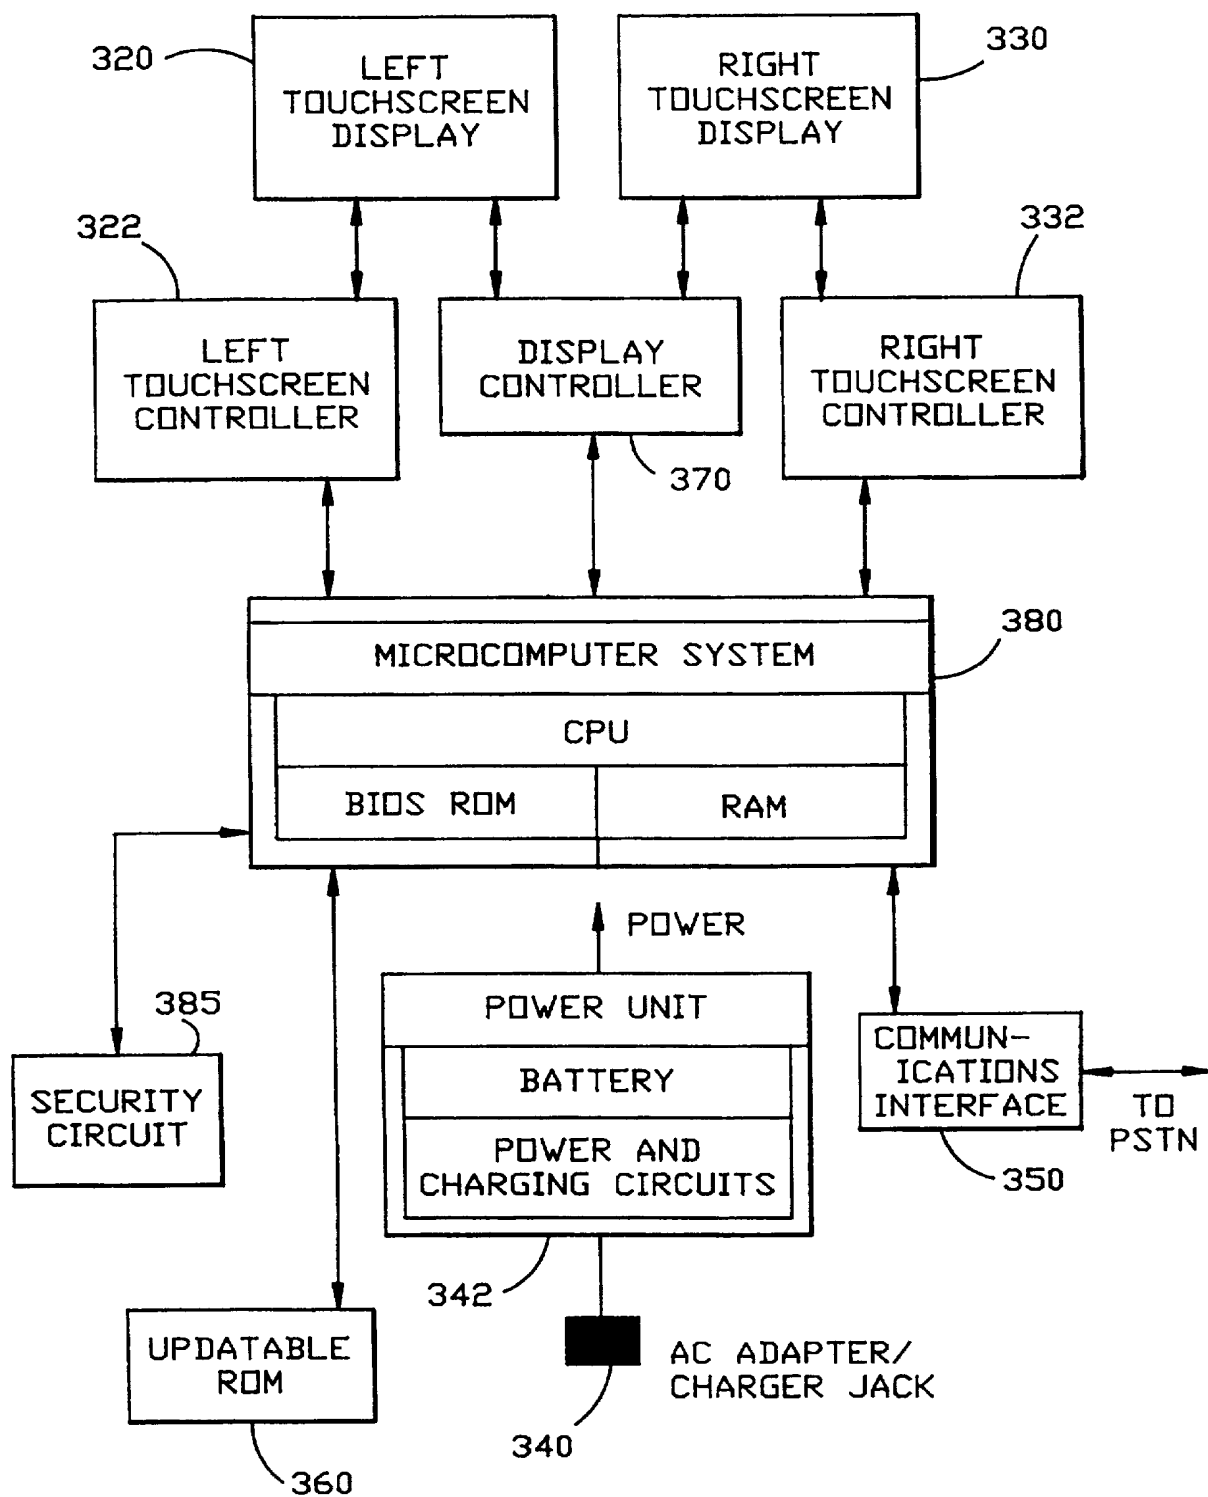 320
LEFT
TOUCHSCREEN
DISPLAY
RIGHT
TOUCHSCREEN
DISPLAY
330
322
332
LEFT
TOUCHSCREEN
CONTROLLER
DISPLAY
CONTROLLER
RIGHT
TOUCHSCREEN
CONTROLLER
370
380
MICROCOMPUTER SYSTEM
CPU
BIOS ROM
RAM
POWER
385
SECURITY
CIRCUIT
POWER UNIT
BATTERY
POWER AND
CHARGING CIRCUITS
COMMUN-
ICATIONS
INTERFACE
TO
PSTN
350
342
UPDATABLE
ROM
AC ADAPTER/
CHARGER JACK
340
360